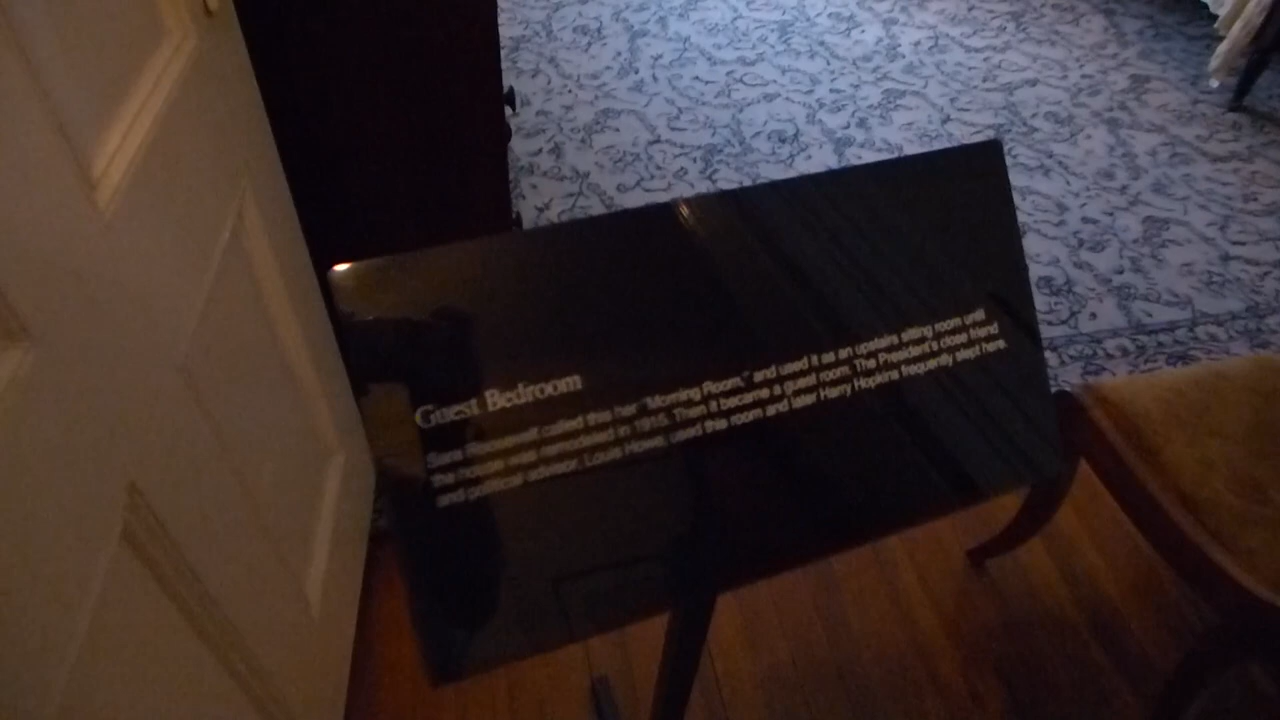 Guest Bedroom
Sara Roosevelt called this her "Morning Room," and used it as an upstairs sitting room until
the house was remodeled in 1915. Then it became a guest room. The President's close friend
and political advisor, Louis Howe, used this room and later Harry Hopkins frequently slept here.